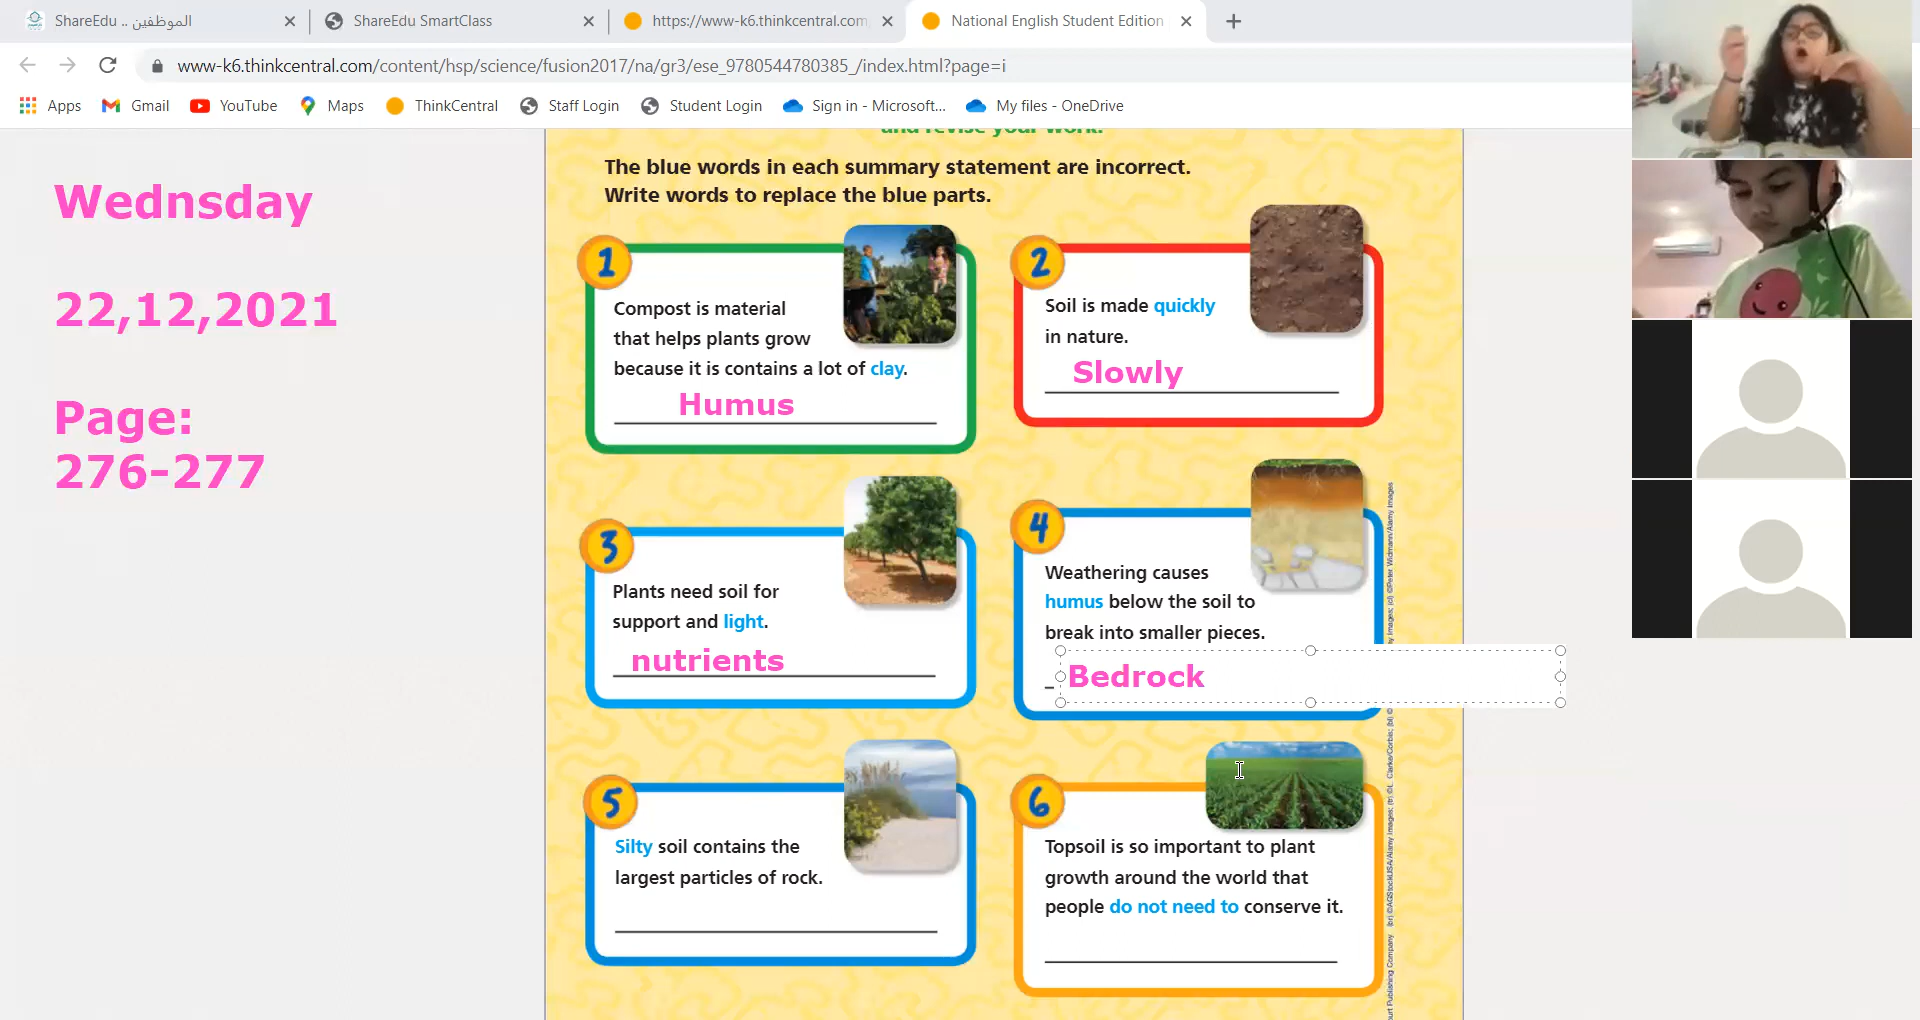 ShareEdu .. الموظفين
ShareEdu SmartClass
https://www-k6.thinkcentral.com
National English Student Edition
www-k6.thinkcentral.com/content/hsp/science/fusion2017/na/gr3/ese_9780544780385_/index.html?page=i
Apps Gmail YouTube Maps ThinkCentral Staff Login Student Login Sign in - Microsoft... My files - OneDrive
Wednsday
22,12,2021
Page:
276-277
and revise your work.
The blue words in each summary statement are incorrect.
Write words to replace the blue parts.
1
Compost is material
that helps plants grow
because it is contains a lot of clay.
Humus
2
Soil is made quickly
in nature.
Slowly
3
Plants need soil for
support and light.
nutrients
4
Weathering causes
humus below the soil to
break into smaller pieces.
Bedrock
5
Silty soil contains the
largest particles of rock.
6
Topsoil is so important to plant
growth around the world that
people do not need to conserve it.